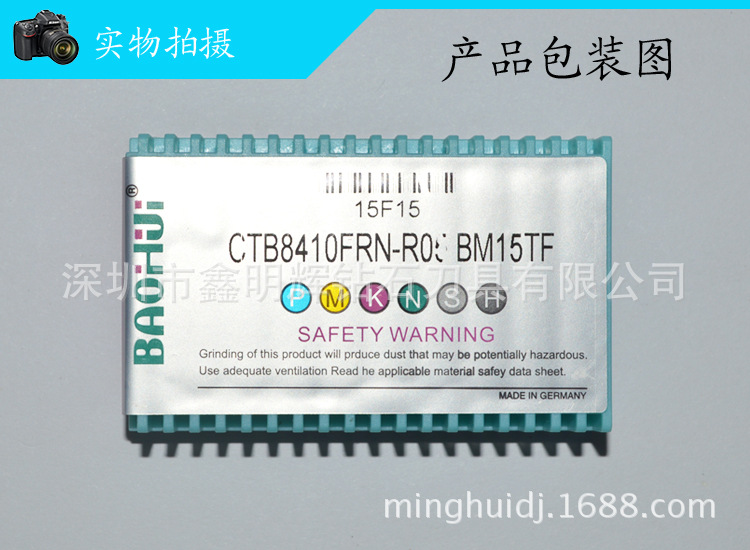 实物拍摄
产品包装图
BAOHJi®
15F15
CTB8410FRN-R05 BM15TF
深圳市鑫明辉钻石刀具有限公司
P M K N S H
SAFETY WARNING
Grinding of this product will prduce dust that may be potentially hazardous.
Use adequate ventilation Read he applicable material safey data sheet.
MADE IN GERMANY
minghuidj.1688.com